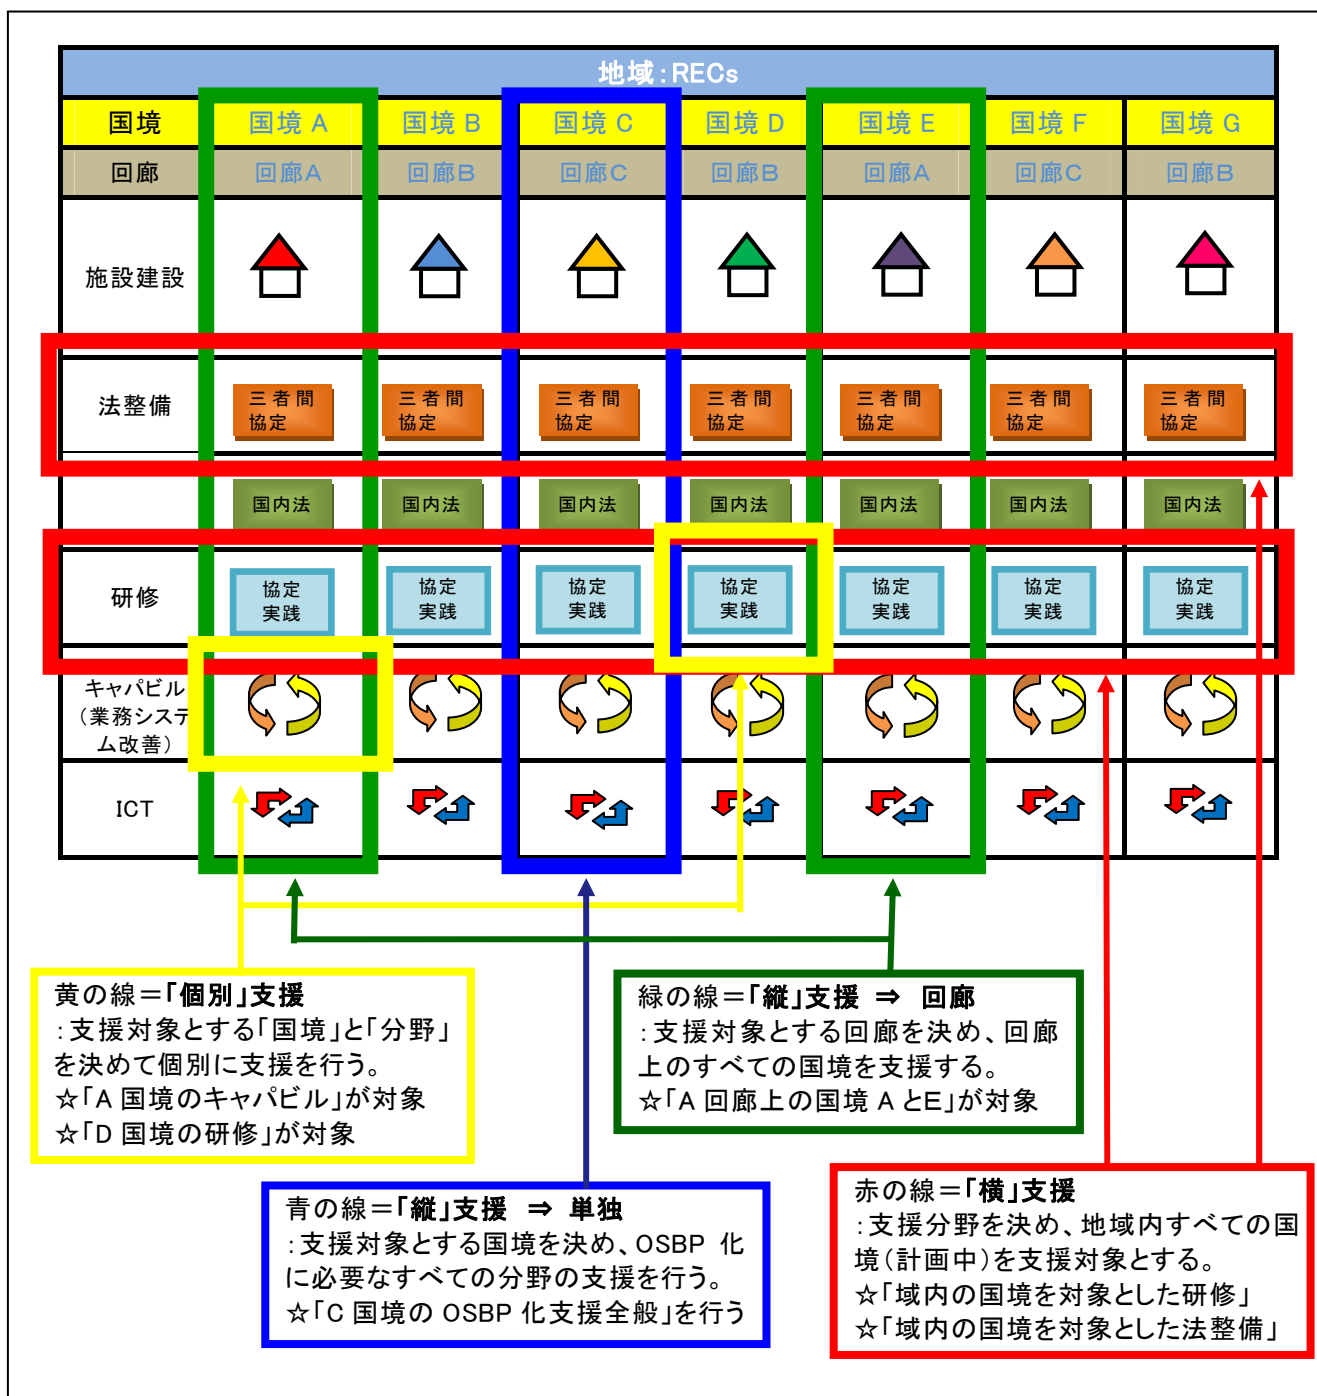 地域：RECs
国境 国境 A 国境 B 国境 C 国境 D 国境 E 国境 F 国境 G
回廊 回廊A 回廊B 回廊C 回廊B 回廊A 回廊C 回廊B
施設建設
法整備
三者間 三者間 三者間 三者間 三者間 三者間 三者間
協定 協定 協定 協定 協定 協定 協定
国内法 国内法 国内法 国内法 国内法 国内法 国内法
研修
協定 協定 協定 協定 協定 協定 協定
実践 実践 実践 実践 実践 実践 実践
キャパビル
（業務システ
ム改善）
ICT
黄の線＝「個別」支援
：支援対象とする「国境」と「分野」
を決めて個別に支援を行う。
☆「A 国境のキャパビル」が対象
☆「D 国境の研修」が対象
緑の線＝「縦」支援 ⇒ 回廊
：支援対象とする回廊を決め、回廊
上のすべての国境を支援する。
☆「A 回廊上の国境 A とE」が対象
青の線＝「縦」支援 ⇒ 単独
：支援対象とする国境を決め、OSBP 化
に必要なすべての分野の支援を行う。
☆「C 国境の OSBP 化支援全般」を行う
赤の線＝「横」支援
：支援分野を決め、地域内すべての国
境（計画中）を支援対象とする。
☆「域内の国境を対象とした研修」
☆「域内の国境を対象とした法整備」